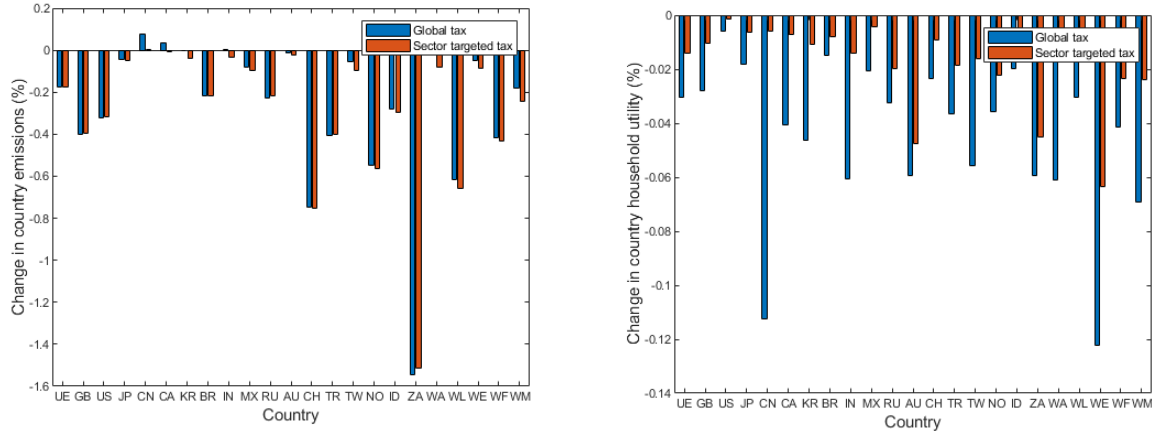 0.2
0
-0.2
-0.4
-0.6
-0.8
-1
-1.2
-1.4
-1.6
Change in country emissions (%)
Global tax
Sector targeted tax
UE GB US JP CN CA KR BR IN MX RU AU CH TR TW NO ID ZA WA WL WE WF WM
Country
0
-0.02
-0.04
-0.06
-0.08
-0.1
-0.12
-0.14
Change in country household utility (%)
Global tax
Sector targeted tax
UE GB US JP CN CA KR BR IN MX RU AU CH TR TW NO ID ZA WA WL WE WF WM
Country